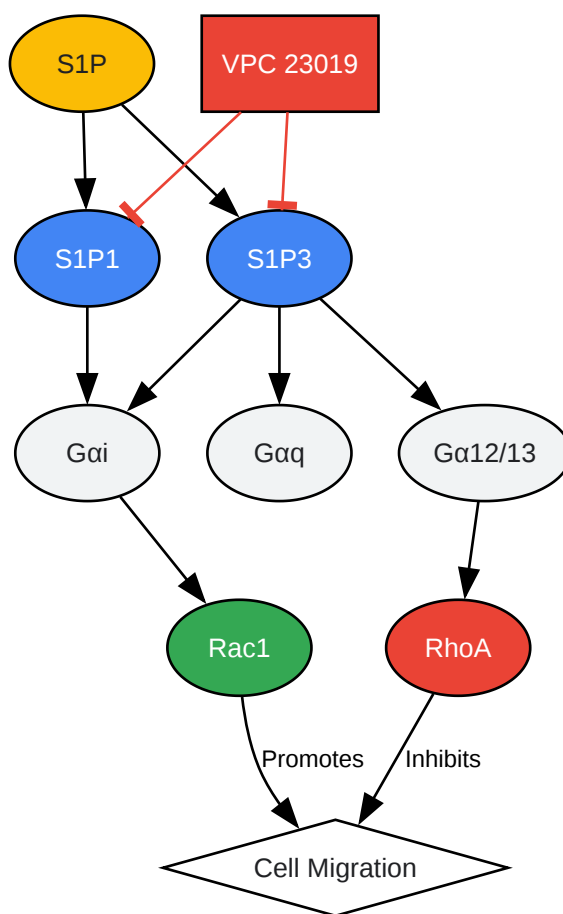 S1P
VPC 23019
S1P1
S1P3
Gαi
Gαq
Gα12/13
Rac1
RhoA
Promotes
Inhibits
Cell Migration